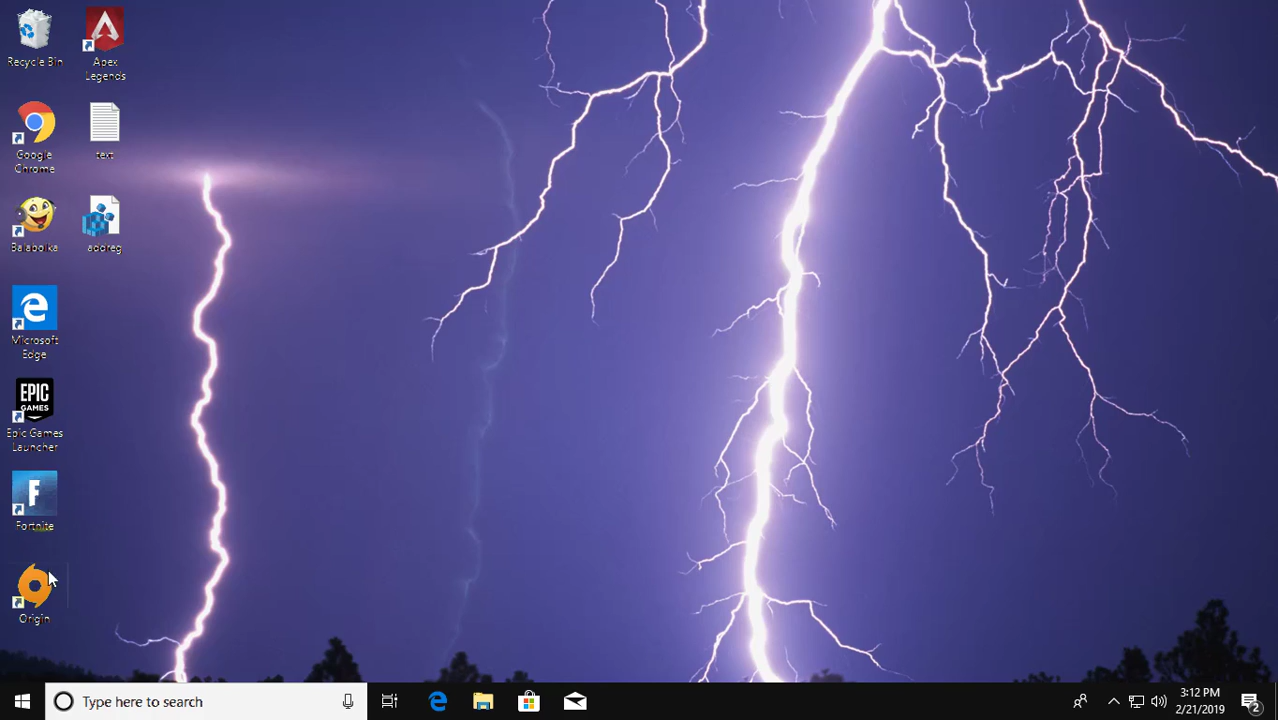 Recycle Bin
Apex
Legends
Google
Chrome
text
Balabolka
adoreg
Microsoft
Edge
EPIC
GAMES
Epic Games
Launcher
F
Fortnite
Origin
Type here to search
3:12 PM
2/21/2019
2